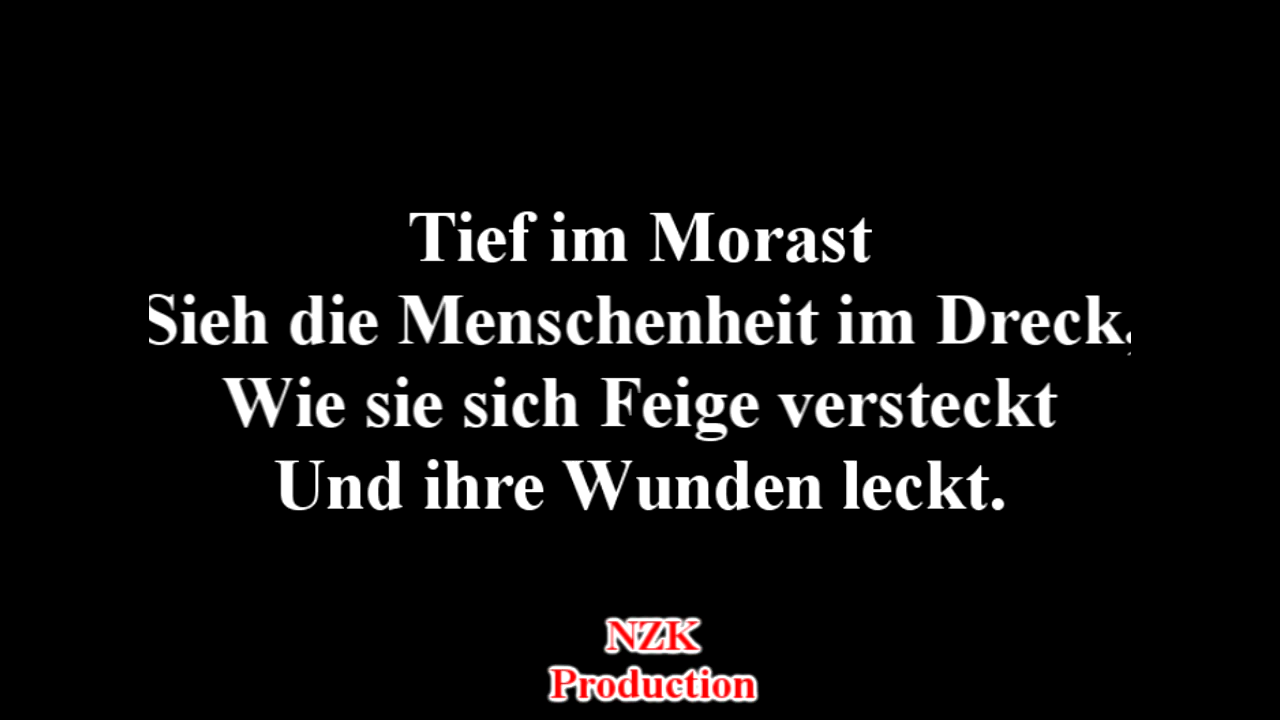 Tief im Morast
Sieh die Menschenheit im Dreck,
Wie sie sich Feige versteckt
Und ihre Wunden leckt.
NZK
Production